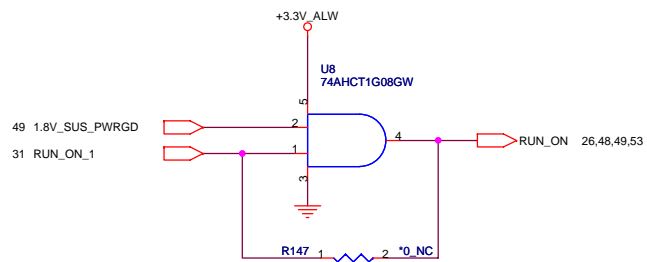 +3.3V_ALW
U8
74AHCT1G08GW
5
49 1.8V_SUS_PWRGD 2
4 RUN_ON 26,48,49,53
31 RUN_ON_1 1
3
R147 1 2 *0_NC